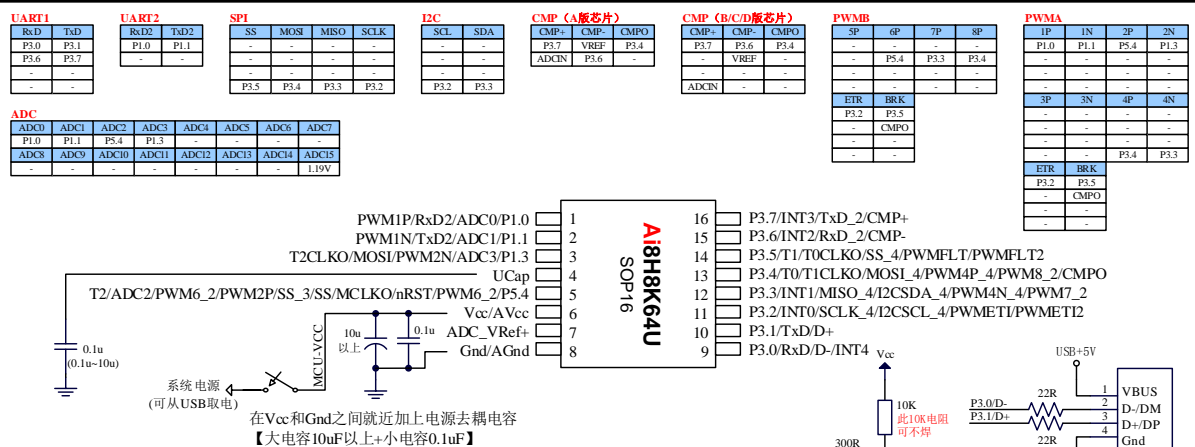 UART1
RxD TxD
P3.0 P3.1
P3.6 P3.7
- -
- -
UART2
RxD2 TxD2
P1.0 P1.1
- -
SPI
SS MOSI MISO SCLK
- - - -
- - - -
- - - -
P3.5 P3.4 P3.3 P3.2
I2C
SCL SDA
- -
- -
- -
P3.2 P3.3
CMP（A版芯片）
CMP+ CMP- CMPO
P3.7 VREF P3.4
ADCIN P3.6 -
CMP（B/C/D版芯片）
CMP+ CMP- CMPO
P3.7 P3.6 P3.4
- VREF -
- - -
ADCIN - -
PWMB
5P 6P 7P 8P
- - - -
- P5.4 P3.3 P3.4
- - - -
- - - -
ETR BRK
P3.2 P3.5
- CMPO
- -
- -
PWMA
1P 1N 2P 2N
P1.0 P1.1 P5.4 P1.3
- - - -
- - - -
- - - -
3P 3N 4P 4N
- - - -
- - - -
- - - -
- - P3.4 P3.3
ETR BRK
P3.2 P3.5
- CMPO
- -
- -
ADC
ADC0 ADC1 ADC2 ADC3 ADC4 ADC5 ADC6 ADC7
P1.0 P1.1 P5.4 P1.3 - - - -
ADC8 ADC9 ADC10 ADC11 ADC12 ADC13 ADC14 ADC15
- - - - - - - 1.19V
PWM1P/RxD2/ADC0/P1.0 1
PWM1N/TxD2/ADC1/P1.1 2
T2CLKO/MOSI/PWM2N/ADC3/P1.3 3
UCap 4
T2/ADC2/PWM6_2/PWM2P/SS_3/SS/MCLKO/nRST/PWM6_2/P5.4 5
Vcc/AVcc 6
ADC_VRef+ 7
Gnd/AGnd 8
Ai8H8K64U
SOP16
16 P3.7/INT3/TxD_2/CMP+
15 P3.6/INT2/RxD_2/CMP-
14 P3.5/T1/T0CLKO/SS_4/PWMFLT/PWMFLT2
13 P3.4/T0/T1CLKO/MOSI_4/PWM4P_4/PWM8_2/CMPO
12 P3.3/INT1/MISO_4/I2CSDA_4/PWM4N_4/PWM7_2
11 P3.2/INT0/SCLK_4/I2CSCL_4/PWMETI/PWMETI2
10 P3.1/TxD/D+
9 P3.0/RxD/D-/INT4
0.1u
(0.1u~10u)
MCU-VCC
10u
以上
0.1u
系统电源
(可从USB取电)
在Vcc和Gnd之间就近加上电源去耦电容
【大电容10uF以上+小电容0.1uF】
Vcc
10K
此10K电阻
可不焊
300R
USB+5V
P3.0/D-
P3.1/D+
22R
22R
1 VBUS
2 D-/DM
3 D+/DP
4 Gnd